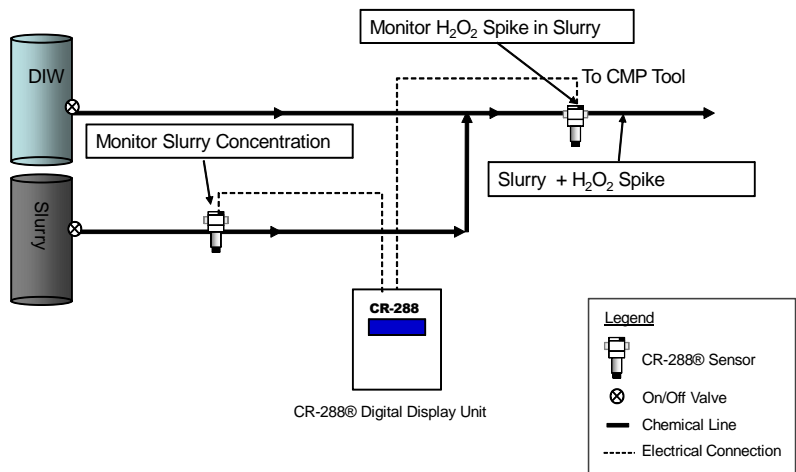 Monitor H₂O₂ Spike in Slurry
DIW
To CMP Tool
Monitor Slurry Concentration
Slurry + H₂O₂ Spike
Slurry
CR-288
CR-288® Digital Display Unit
Legend
CR-288® Sensor
On/Off Valve
Chemical Line
Electrical Connection